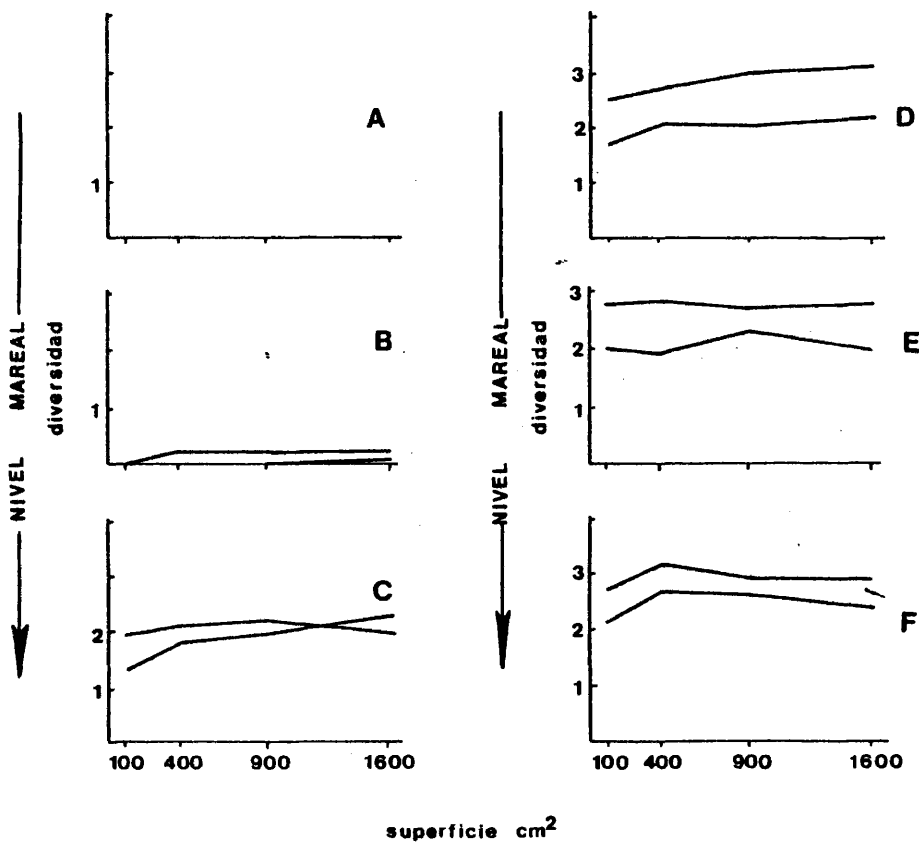 A
1
B
1
C
2
1
100 400 900 1600
NIVEL MAREAL
diversidad
D
3
2
1
E
3
2
1
F
3
2
1
100 400 900 1600
NIVEL MAREAL
diversidad
superficie cm²